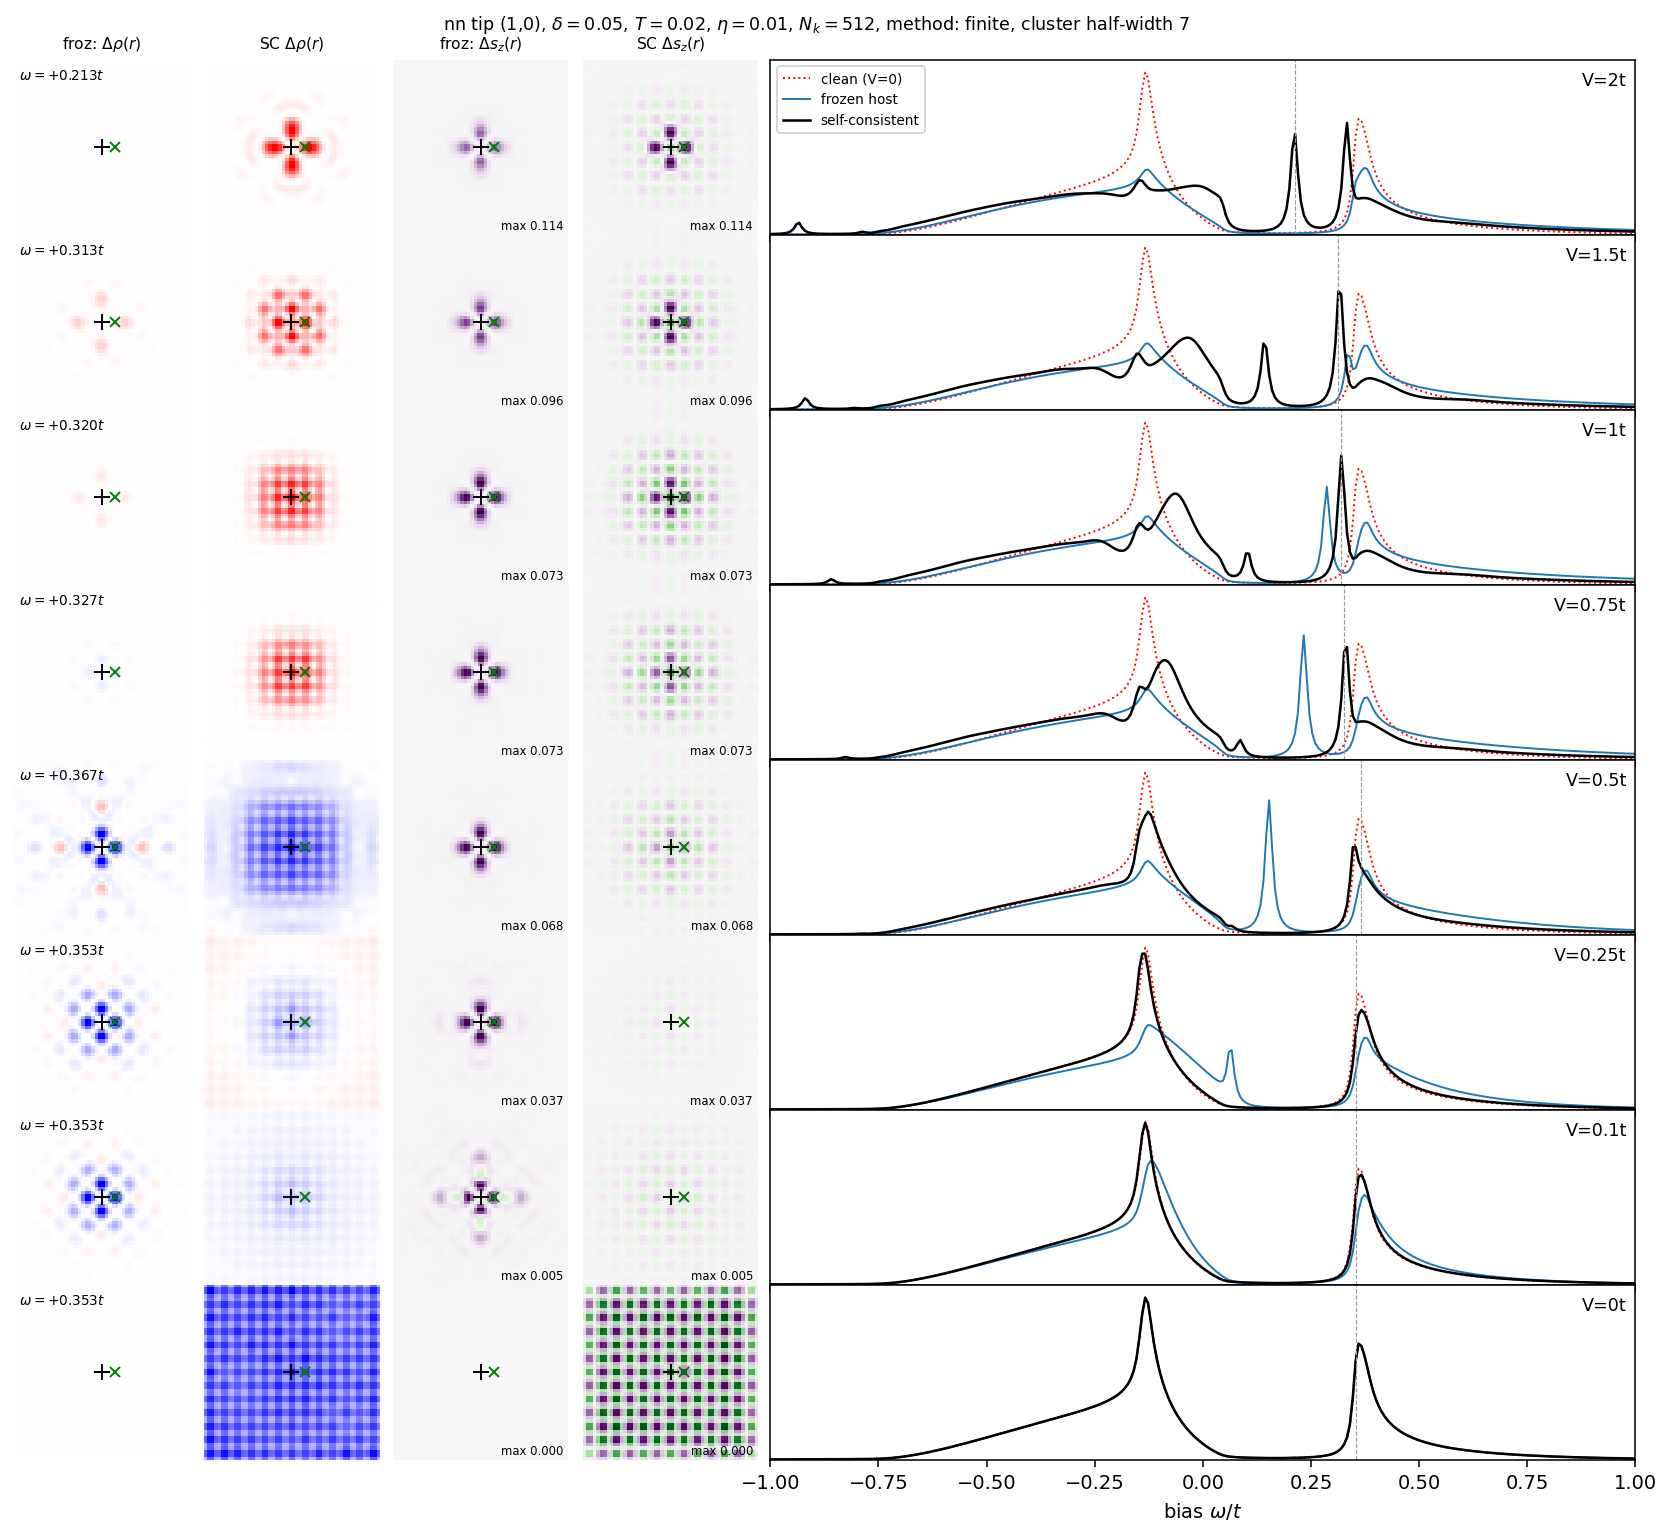 nn tip (1,0), δ = 0.05, T = 0.02, η = 0.01, N_k = 512, method: finite, cluster half-width 7
froz: Δρ(r)
SC Δρ(r)
froz: Δs_z(r)
SC Δs_z(r)
ω = +0.213t
max 0.114
max 0.114
clean (V=0)
frozen host
self-consistent
V=2t
ω = +0.313t
max 0.096
max 0.096
V=1.5t
ω = +0.320t
max 0.073
max 0.073
V=1t
ω = +0.327t
max 0.073
max 0.073
V=0.75t
ω = +0.367t
max 0.068
max 0.068
V=0.5t
ω = +0.353t
max 0.037
max 0.037
V=0.25t
ω = +0.353t
max 0.005
max 0.005
V=0.1t
ω = +0.353t
max 0.000
max 0.000
V=0t
−1.00 −0.75 −0.50 −0.25 0.00 0.25 0.50 0.75 1.00
bias ω/t